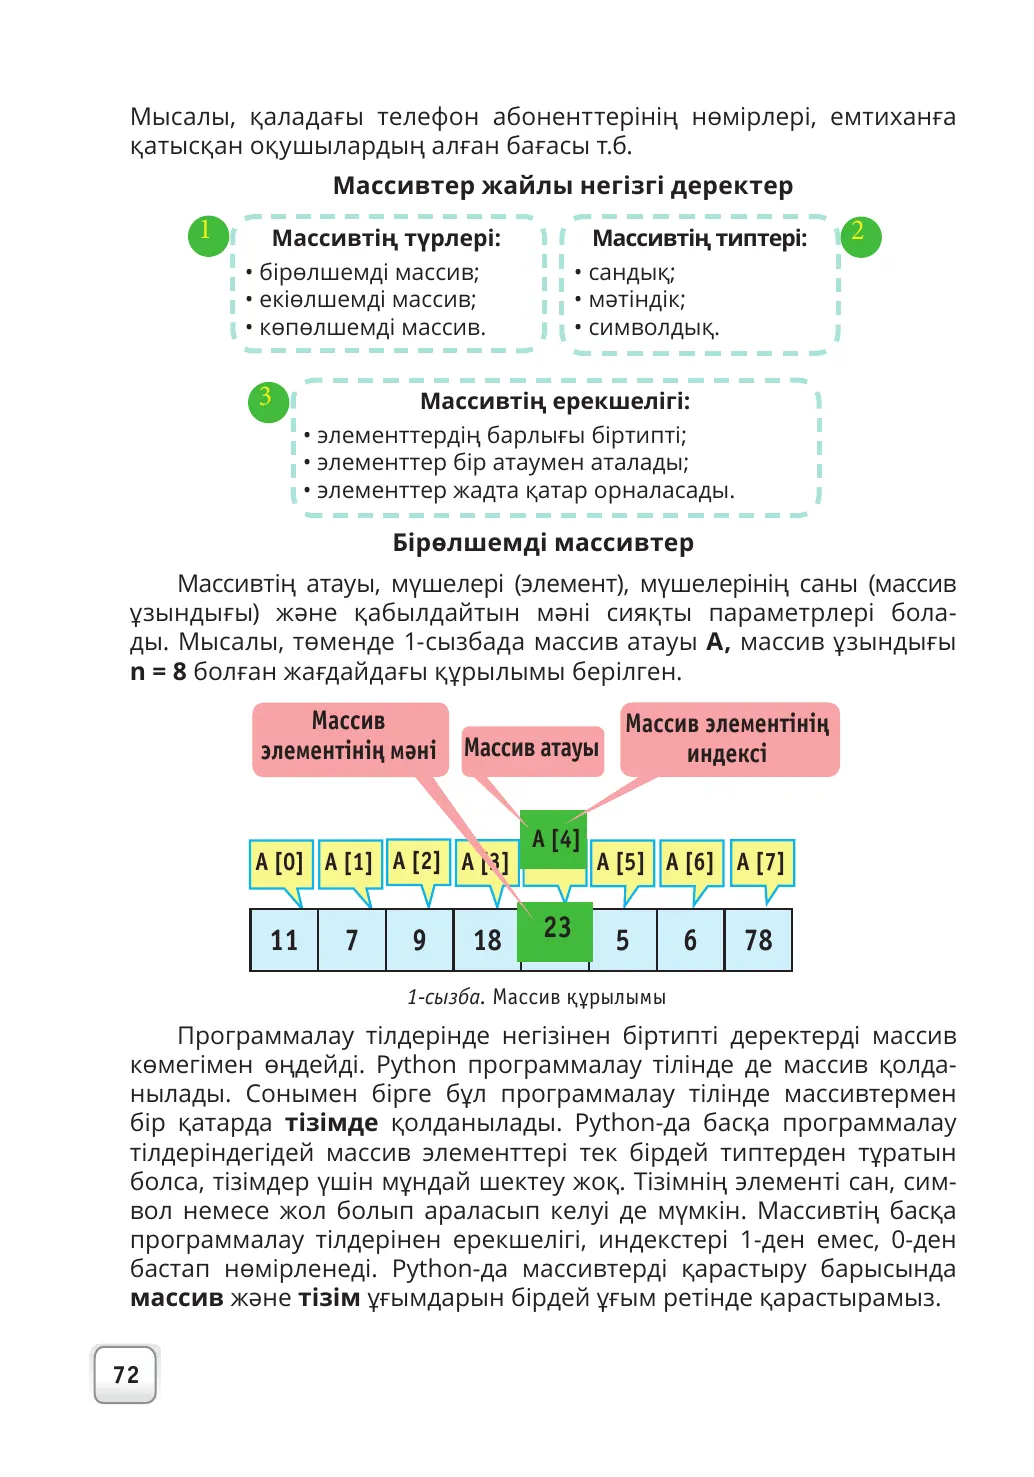 Мысалы, қаладағы телефон абоненттерінің нөмірлері, емтиханға
қатысқан оқушылардың алған бағасы т.б.
Массивтер жайлы негізгі деректер
1
Массивтің түрлері:
• бірөлшемді массив;
• екіөлшемді массив;
• көпөлшемді массив.
2
Массивтің типтері:
• сандық;
• мәтіндік;
• символдық.
3
Массивтің ерекшелігі:
• элементтердің барлығы біртипті;
• элементтер бір атаумен аталады;
• элементтер жадта қатар орналасады.
Бірөлшемді массивтер
Массивтің атауы, мүшелері (элемент), мүшелерінің саны (массив
ұзындығы) және қабылдайтын мәні сияқты параметрлері бола-
ды. Мысалы, төменде 1-сызбада массив атауы А, массив ұзындығы
n = 8 болған жағдайдағы құрылымы берілген.
Массив
элементінің мәні
Массив атауы
Массив элементінің
индексі
А [0] А [1] А [2] А [3] А [4] А [5] А [6] А [7]
11 7 9 18 23 5 6 78
1-сызба. Массив құрылымы
Программалау тілдерінде негізінен біртипті деректерді массив
көмегімен өңдейді. Python программалау тілінде де массив қолда-
нылады. Сонымен бірге бұл программалау тілінде массивтермен
бір қатарда тізімде қолданылады. Python-да басқа программалау
тілдеріндегідей массив элементтері тек бірдей типтерден тұратын
болса, тізімдер үшін мұндай шектеу жоқ. Тізімнің элементі сан, сим-
вол немесе жол болып араласып келуі де мүмкін. Массивтің басқа
программалау тілдерінен ерекшелігі, индекстері 1-ден емес, 0-ден
бастап нөмірленеді. Python-да массивтерді қарастыру барысында
массив және тізім ұғымдарын бірдей ұғым ретінде қарастырамыз.
72